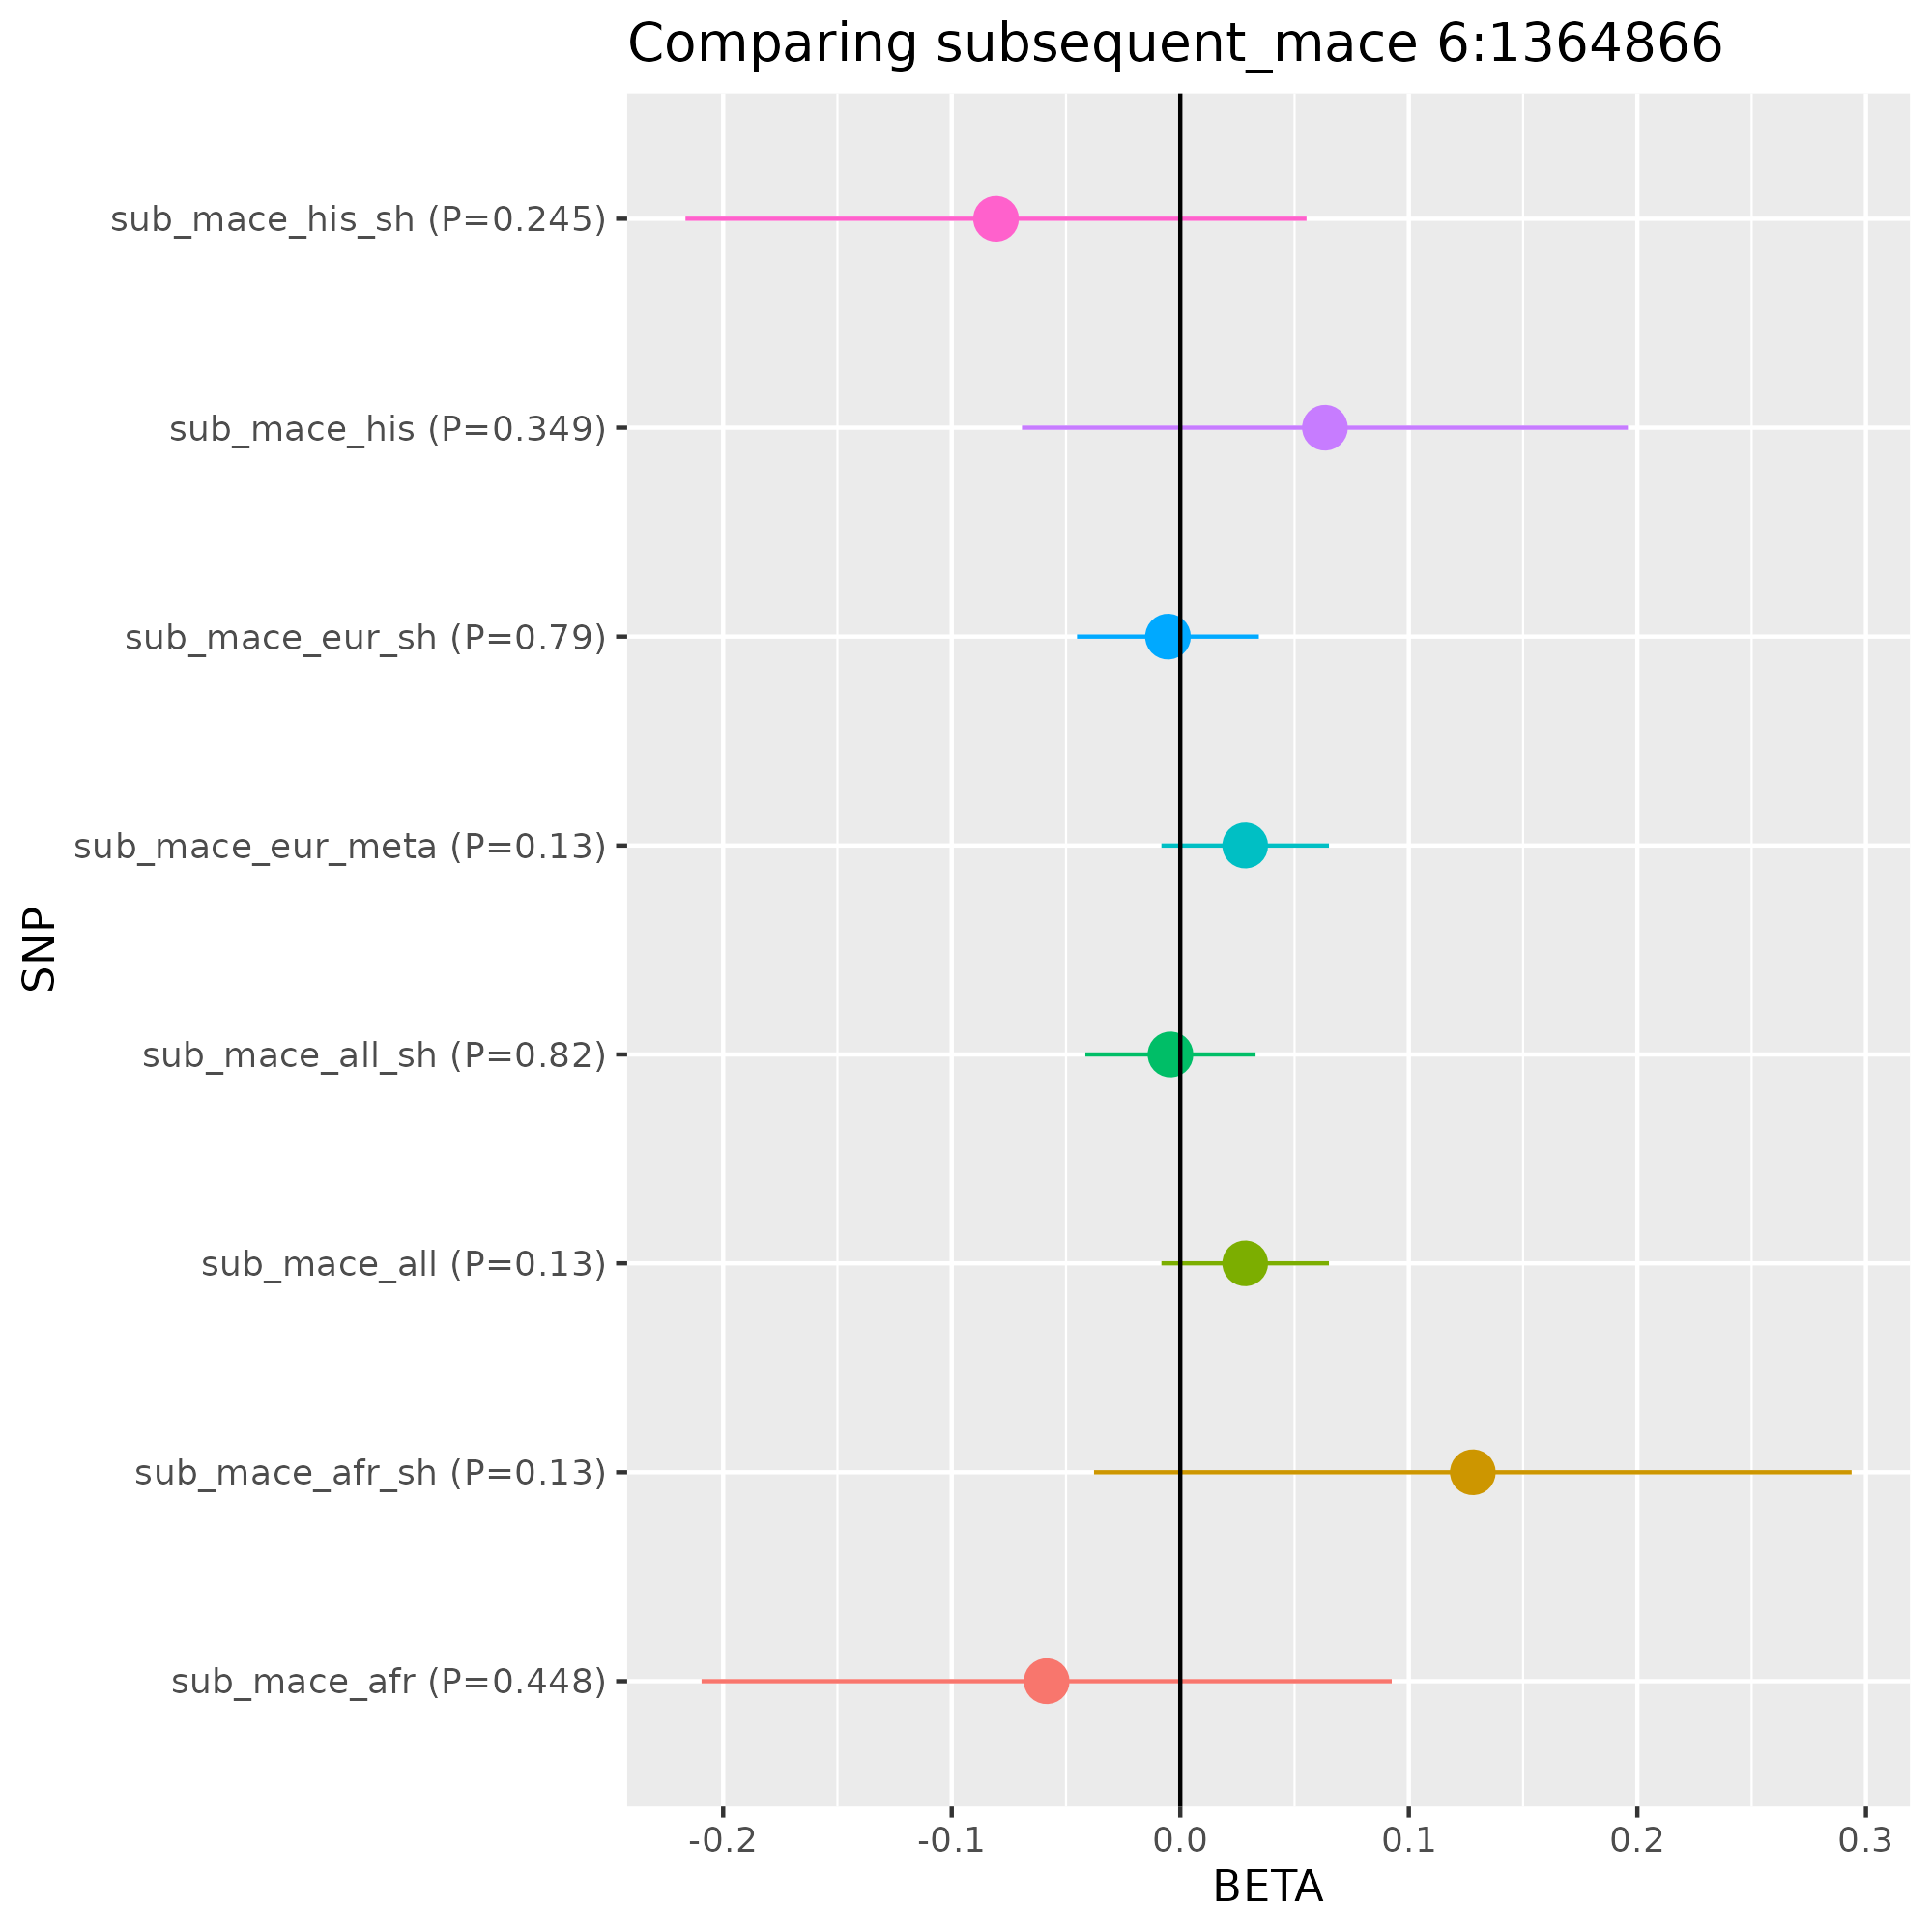 Comparing subsequent_mace 6:1364866
sub_mace_his_sh (P=0.245)
sub_mace_his (P=0.349)
sub_mace_eur_sh (P=0.79)
sub_mace_eur_meta (P=0.13)
SNP
sub_mace_all_sh (P=0.82)
sub_mace_all (P=0.13)
sub_mace_afr_sh (P=0.13)
sub_mace_afr (P=0.448)
-0.2 -0.1 0.0 0.1 0.2 0.3
BETA